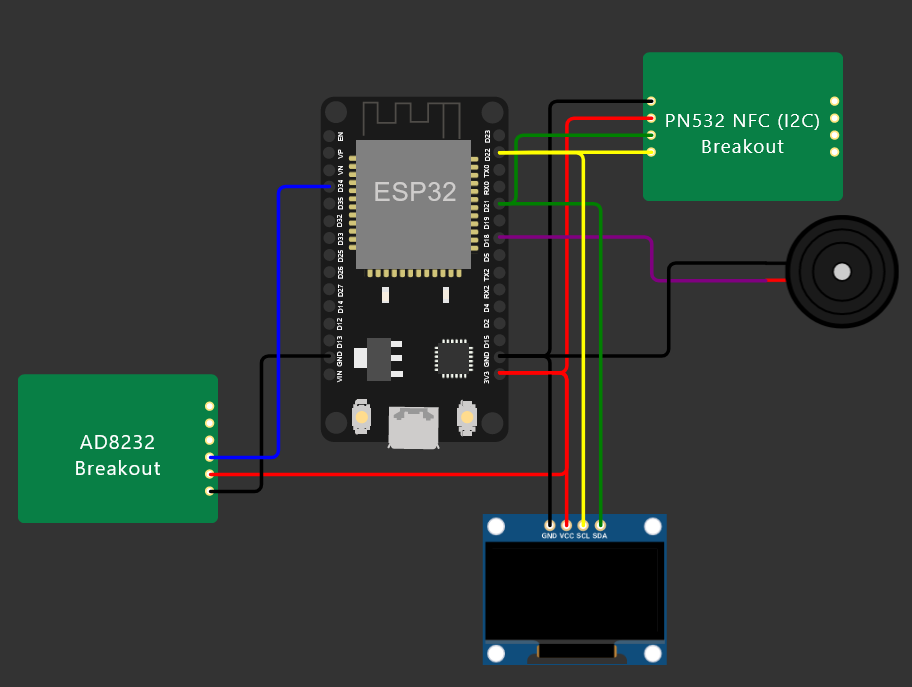 PN532 NFC (I2C)
Breakout
ESP32
EN
VP
VN
D34
D35
D32
D33
D25
D26
D27
D14
D12
D13
GND
VIN
D23
D22
TX0
RX0
D21
D19
D18
D5
TX2
RX2
D4
D2
D15
GND
3V3
AD8232
Breakout
GND VCC SCL SDA